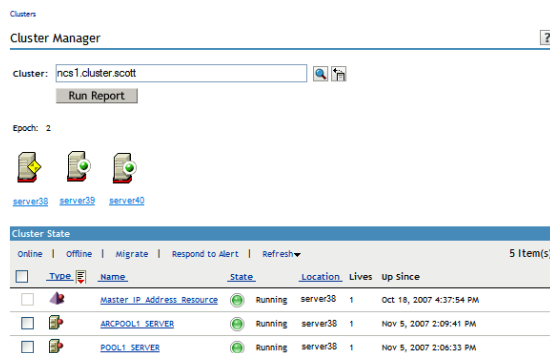 Clusters
Cluster Manager
?
Cluster: ncs1.cluster.scott
Run Report
Epoch: 2
server38 server39 server40
Cluster State
Online | Offline | Migrate | Respond to Alert | Refresh 5 Item(s)
Type Name State Location Lives Up Since
Master IP Address Resource Running server38 1 Oct 18, 2007 4:37:54 PM
ARCPOOL1 SERVER Running server38 1 Nov 5, 2007 2:09:41 PM
POOL1 SERVER Running server38 1 Nov 5, 2007 2:06:33 PM